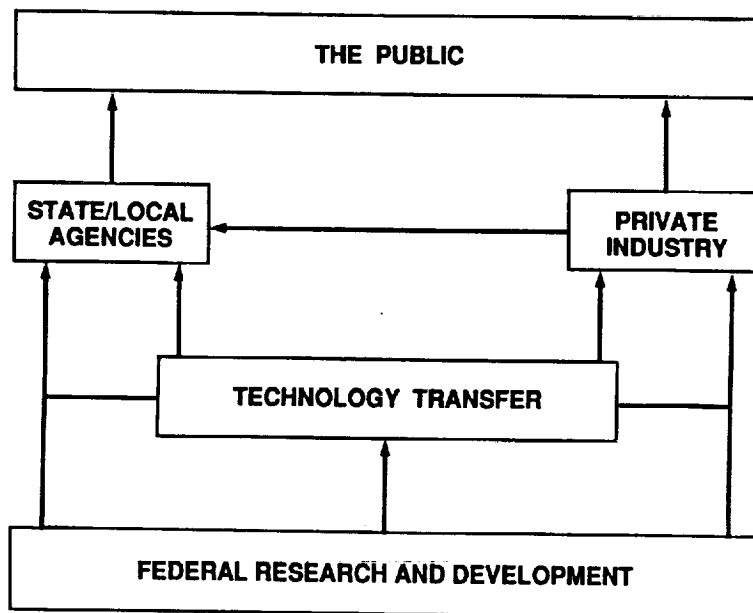 THE PUBLIC
STATE/LOCAL
AGENCIES
PRIVATE
INDUSTRY
TECHNOLOGY TRANSFER
FEDERAL RESEARCH AND DEVELOPMENT